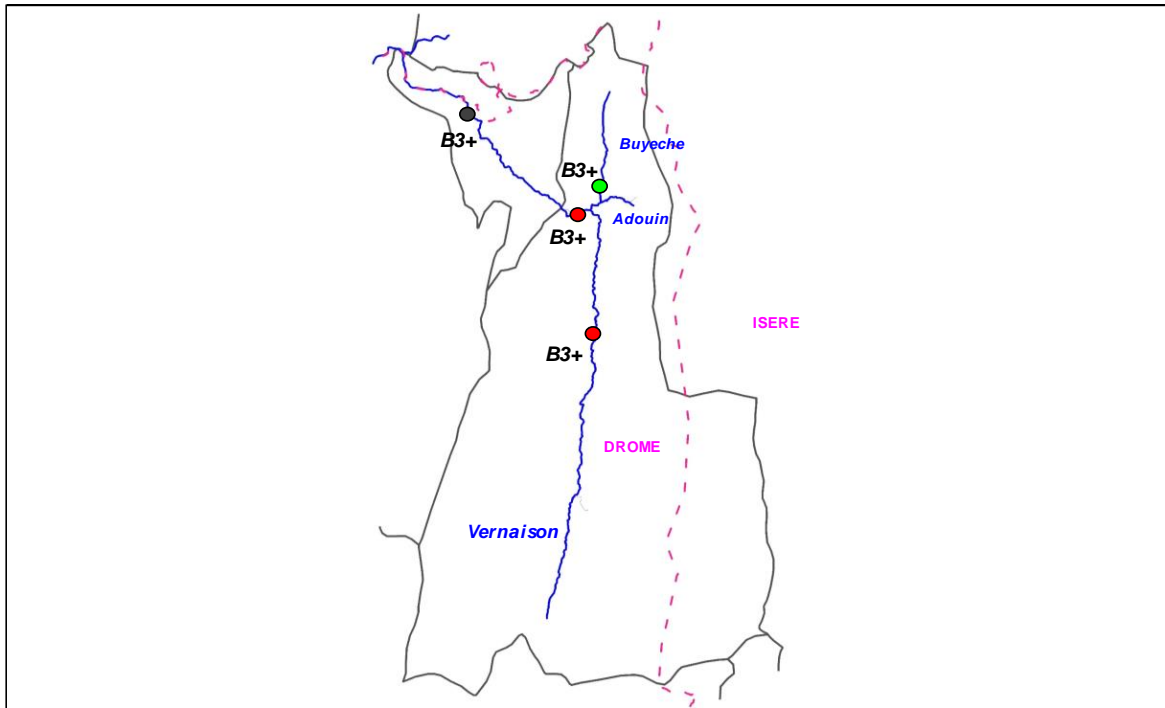 B3+
Buyeche
B3+
Adouin
B3+
ISERE
B3+
DROME
Vernaison